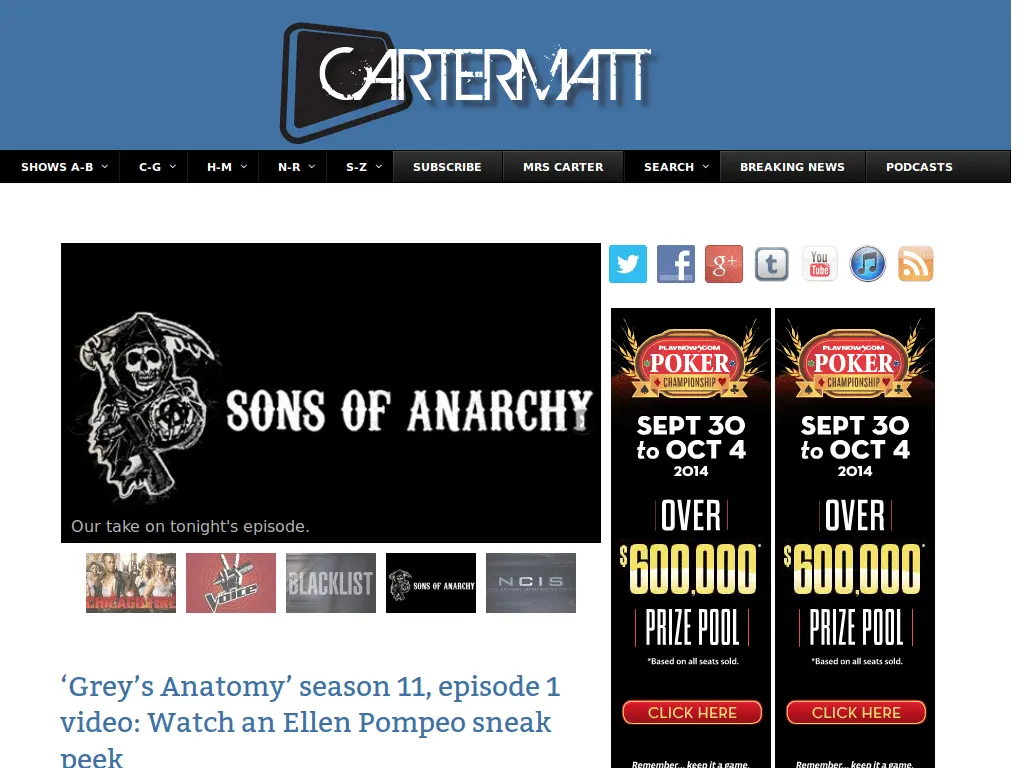 CARTERMATT
SHOWS A-B C-G H-M N-R S-Z SUBSCRIBE MRS CARTER SEARCH BREAKING NEWS PODCASTS
SONS OF ANARCHY
Our take on tonight's episode.
CHICAGO FIRE
THE Voice
BLACKLIST
SONS OF ANARCHY
NCIS
‘Grey’s Anatomy’ season 11, episode 1
video: Watch an Ellen Pompeo sneak
peek
g+
t
You
Tube
PLAYNOW.COM
POKER
CHAMPIONSHIP
SEPT 30
to OCT 4
2014
OVER
$600,000*
PRIZE POOL
*Based on all seats sold.
CLICK HERE
Remember... keep it a game.
PLAYNOW.COM
POKER
CHAMPIONSHIP
SEPT 30
to OCT 4
2014
OVER
$600,000*
PRIZE POOL
*Based on all seats sold.
CLICK HERE
Remember... keep it a game.